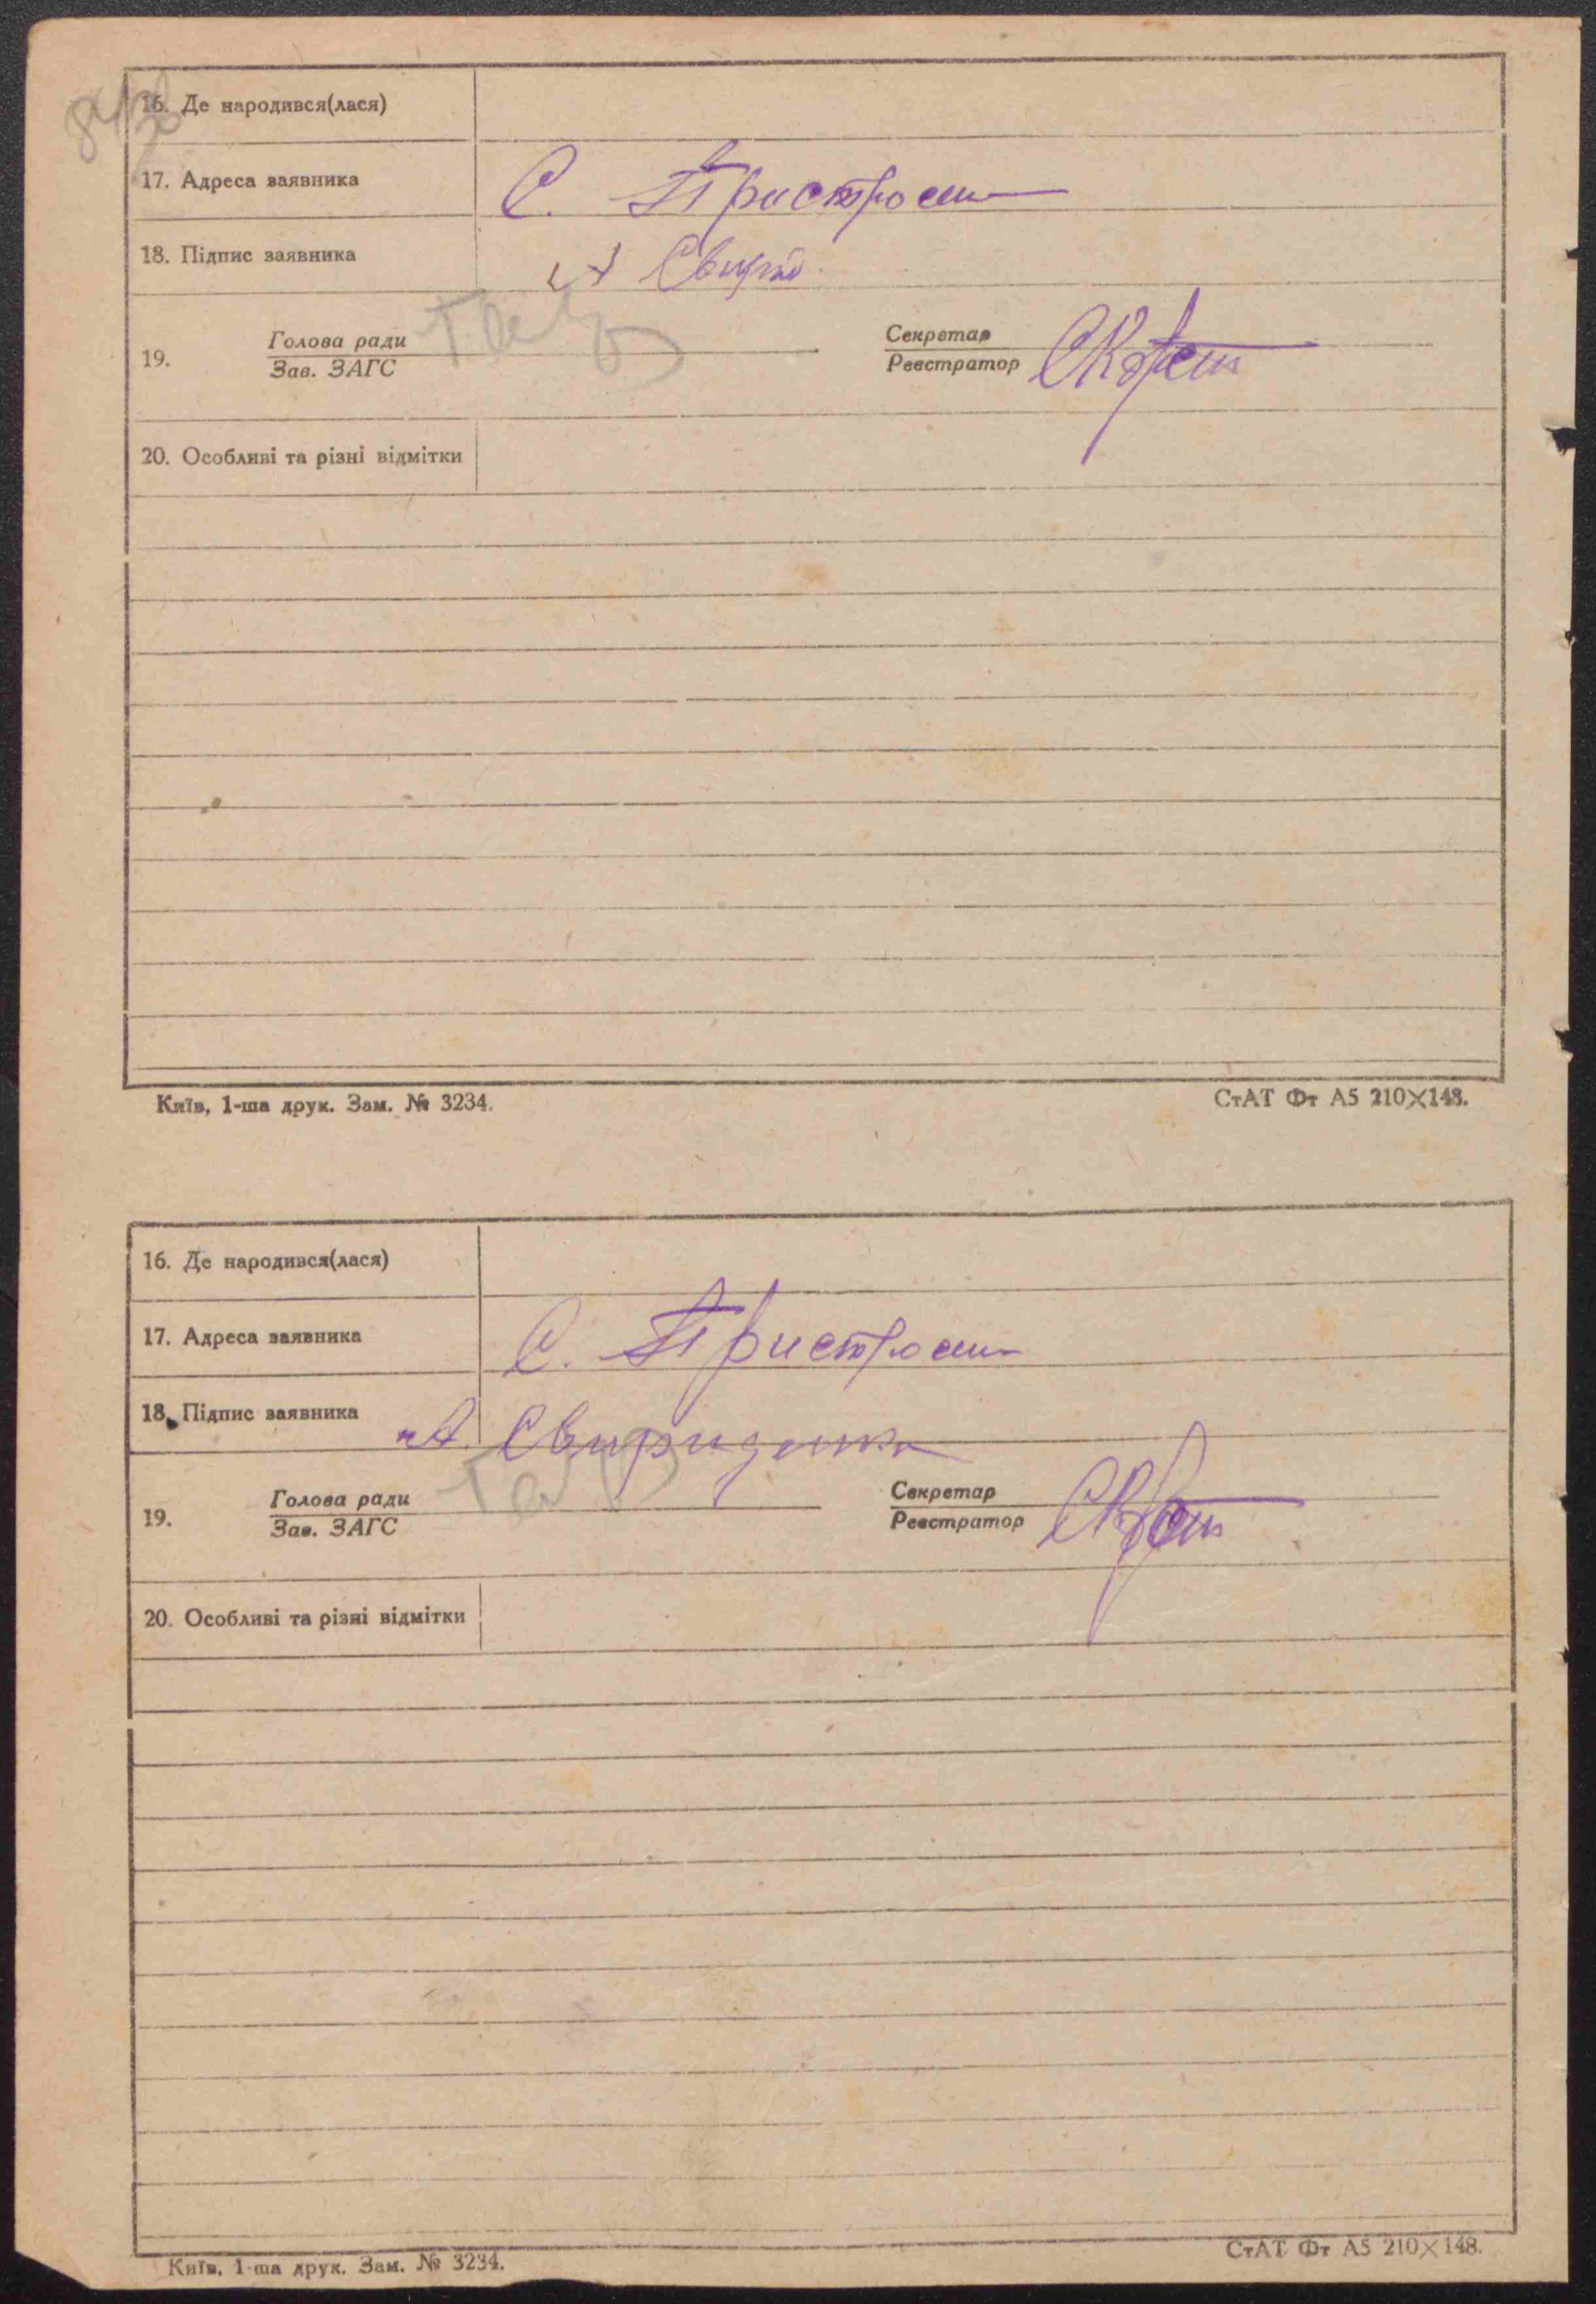 16. Де народився(лася)
17. Адреса заявника С. Пристроми
18. Підпис заявника
19. Голова ради
Зав. ЗАГС
Секретар
Реєстратор
20. Особливі та різні відмітки
Київ, 1-ша друк. Зам. № 3234. СтАТ Фт А5 210×148.
16. Де народився(лася)
17. Адреса заявника С. Пристроми
18. Підпис заявника А. Свириденко
19. Голова ради
Зав. ЗАГС
Секретар
Реєстратор
20. Особливі та різні відмітки
Київ, 1-ша друк. Зам. № 3234. СтАТ Фт А5 210×148.